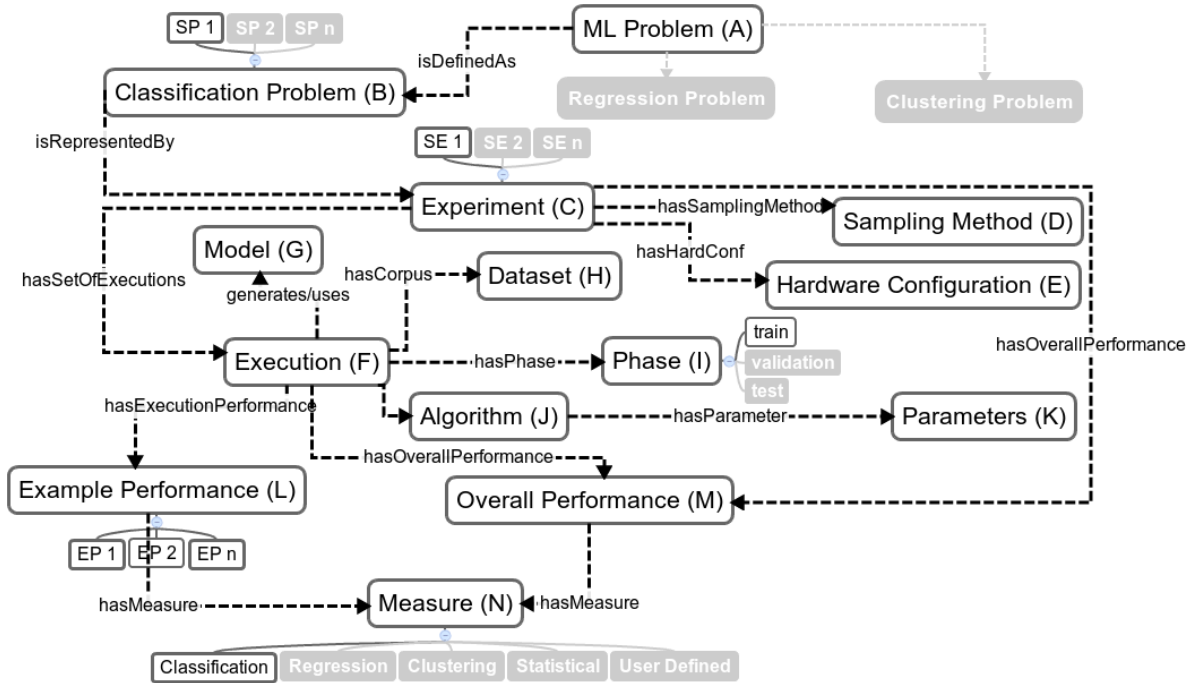 SP 1 SP 2 SP n
ML Problem (A)
isDefinedAs
Classification Problem (B)
Regression Problem
Clustering Problem
isRepresentedBy
SE 1 SE 2 SE n
Experiment (C)
hasSamplingMethod
Sampling Method (D)
Model (G)
hasHardConf
hasSetOfExecutions
hasCorpus
Dataset (H)
Hardware Configuration (E)
generates/uses
train
hasOverallPerformance
Execution (F)
hasPhase
Phase (I)
validation
test
hasExecutionPerformance
Algorithm (J)
hasParameter
Parameters (K)
hasOverallPerformance
Example Performance (L)
Overall Performance (M)
EP 1 EP 2 EP n
hasMeasure
Measure (N)
hasMeasure
Classification Regression Clustering Statistical User Defined